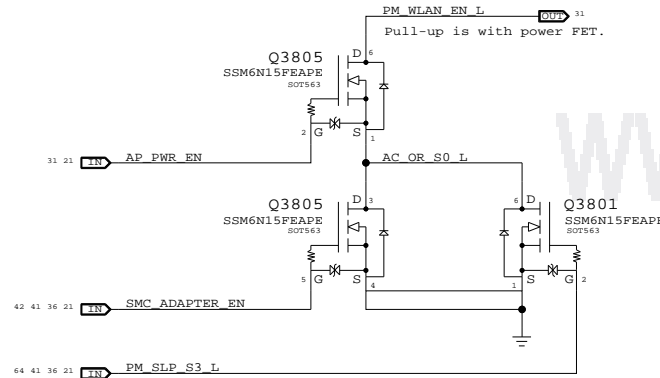 PM_WLAN_EN_L
OUT 31
Pull-up is with power FET.
Q3805
SSM6N15FEAPE
SOT563
D 6
2 G S 1
31 21 IN AP_PWR_EN
AC_OR_S0_L
W
Q3805
SSM6N15FEAPE
SOT563
D 3
5 G S 4
6 D
Q3801
SSM6N15FEAPE
SOT563
1 S G 2
42 41 36 21 IN SMC_ADAPTER_EN
64 41 36 21 IN PM_SLP_S3_L